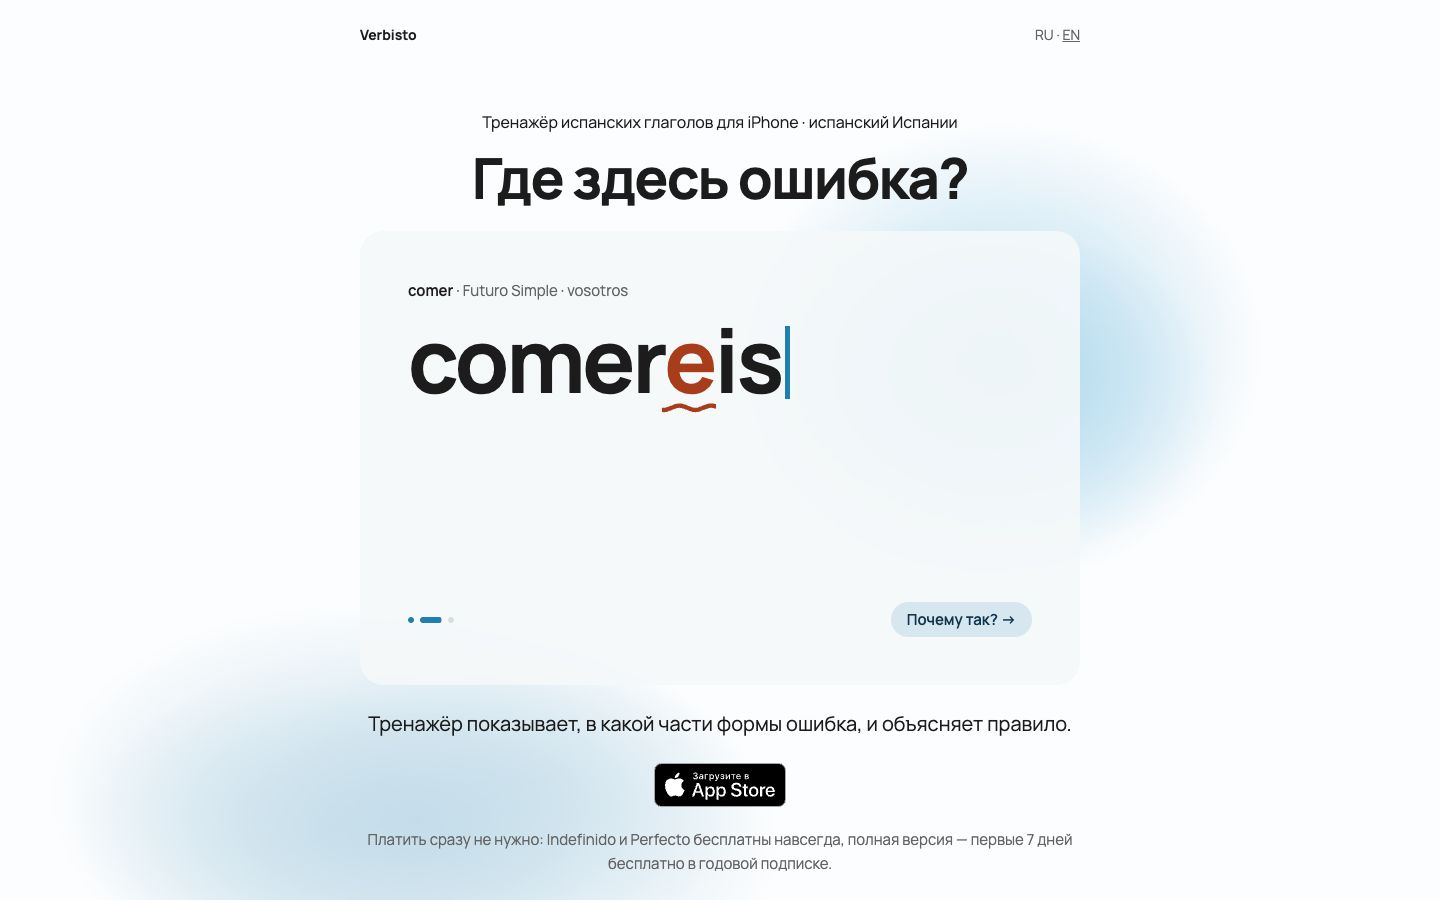 Verbisto
RU · EN
Тренажёр испанских глаголов для iPhone · испанский Испании
Где здесь ошибка?
comer · Futuro Simple · vosotros
comereis
Почему так? →
Тренажёр показывает, в какой части формы ошибка, и объясняет правило.
Загрузите в
App Store
Платить сразу не нужно: Indefinido и Perfecto бесплатны навсегда, полная версия — первые 7 дней
бесплатно в годовой подписке.